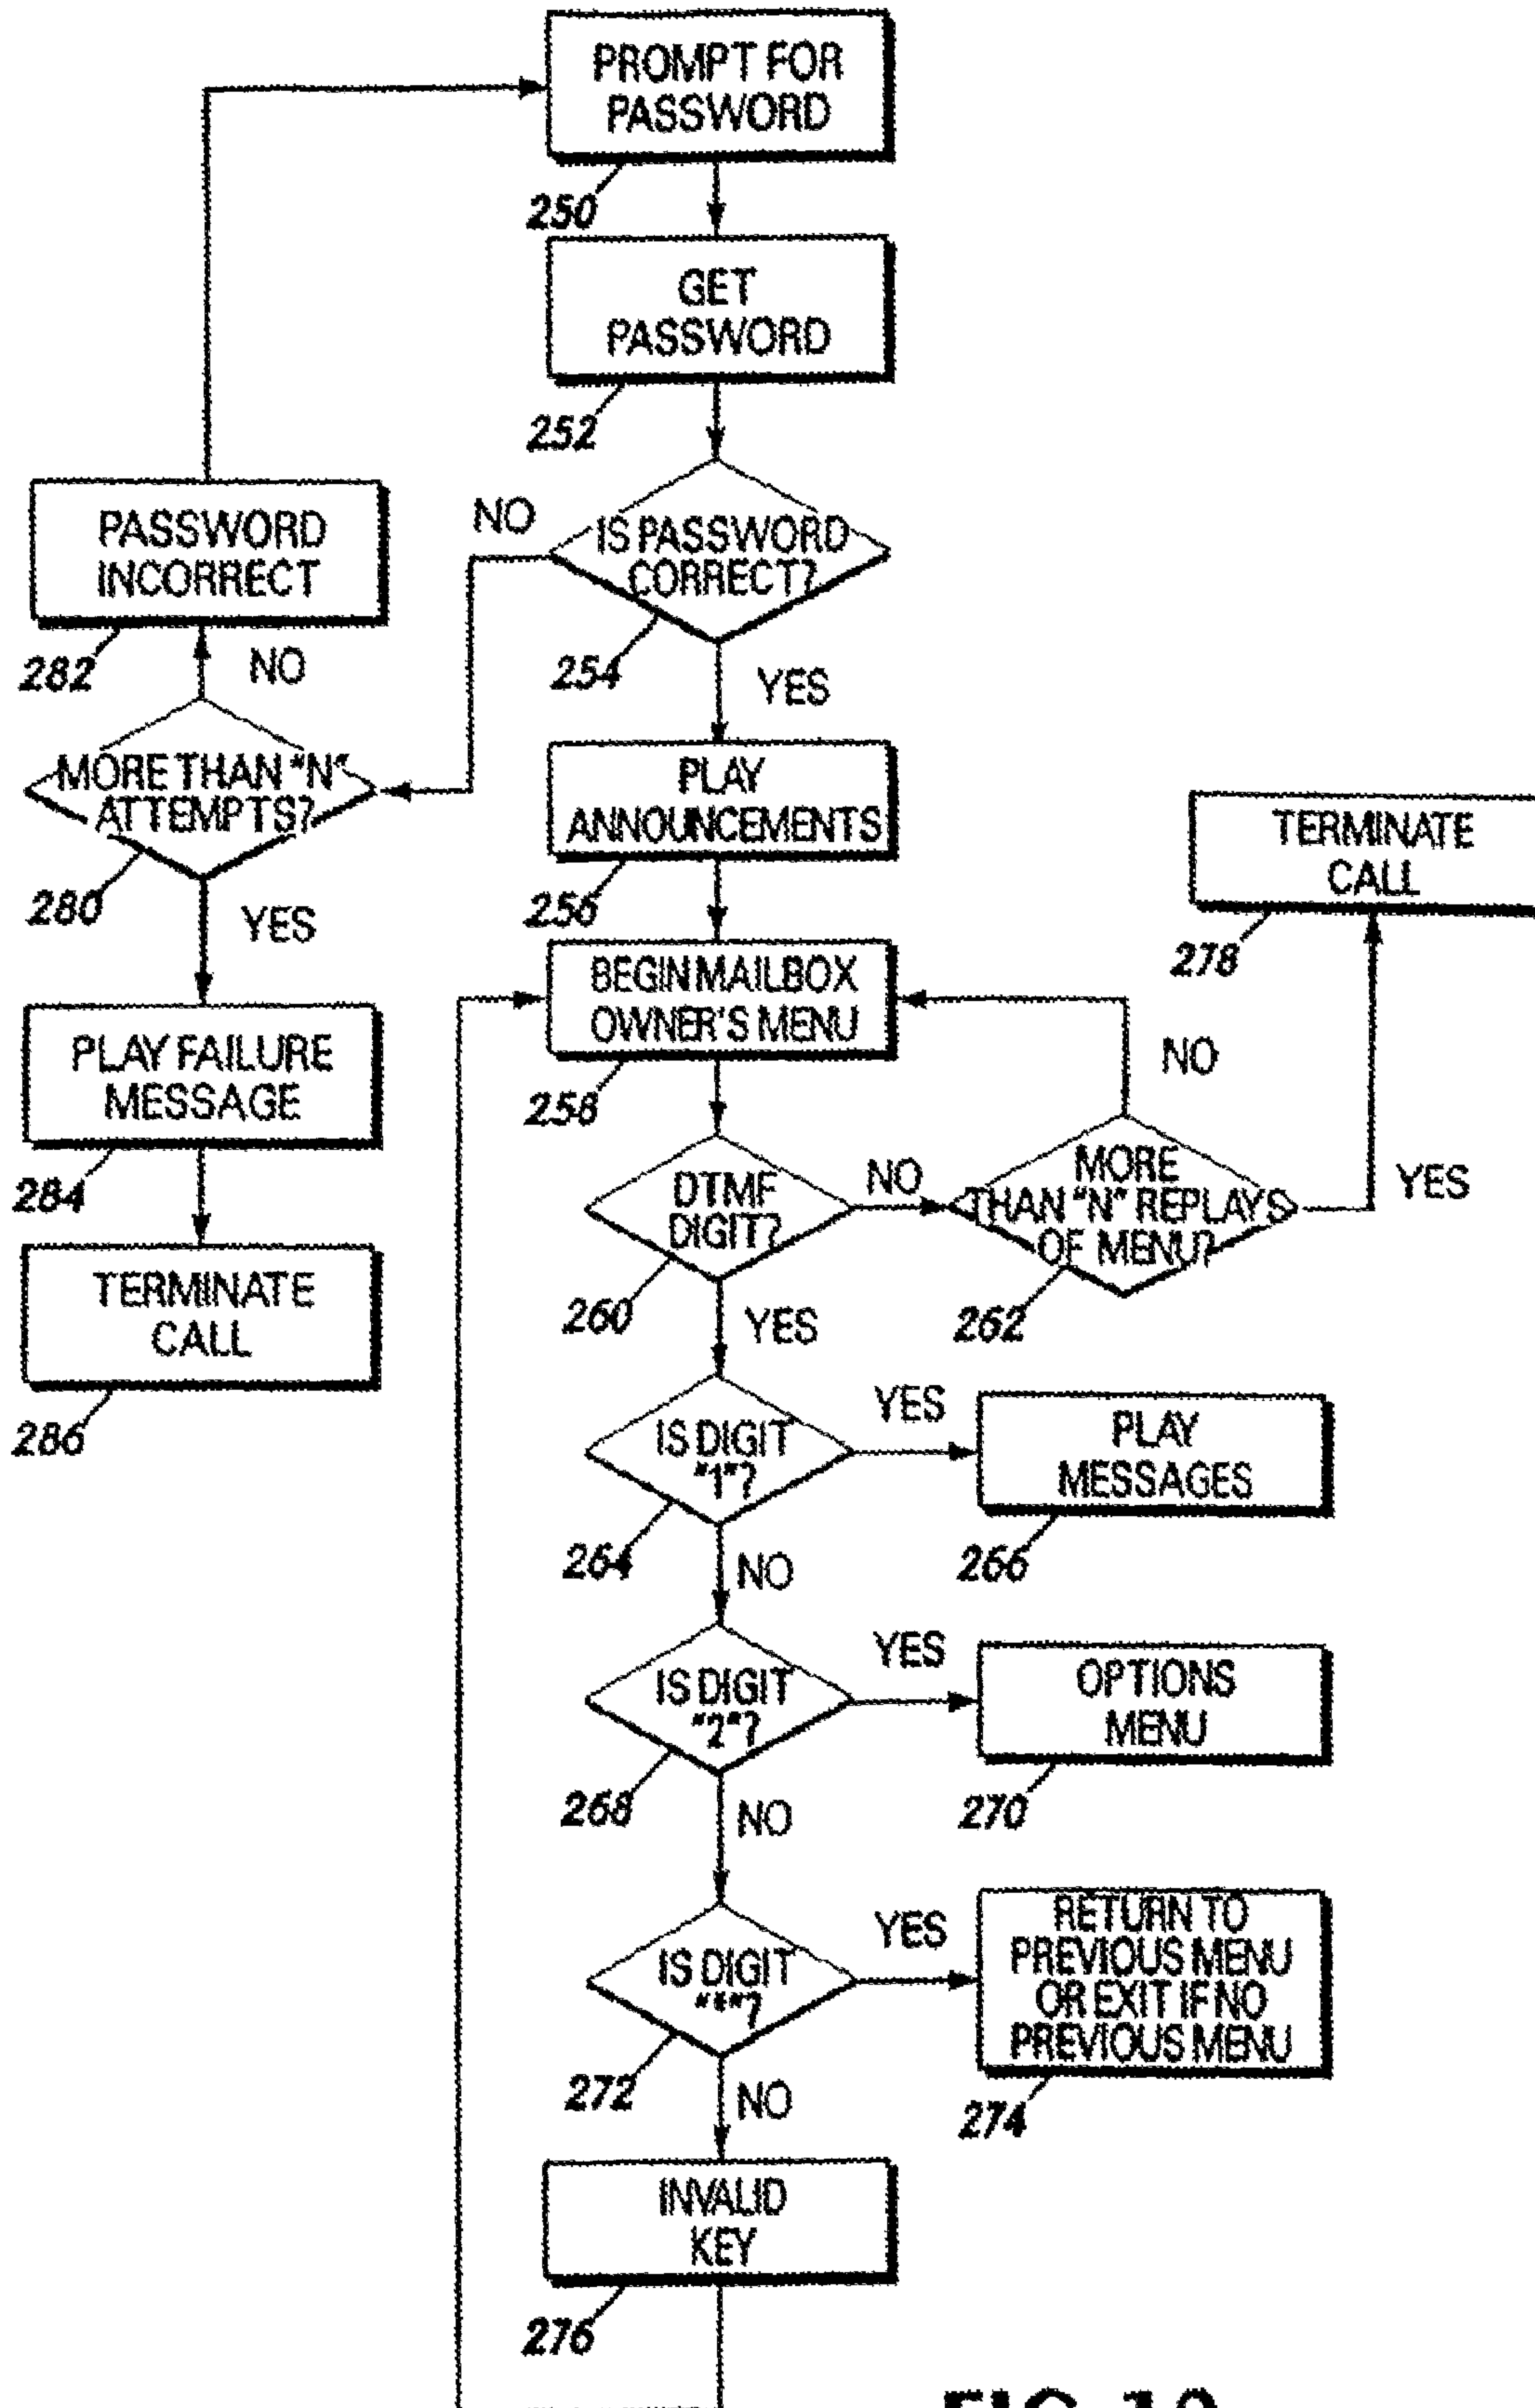 PROMPT FOR
PASSWORD
250
GET
PASSWORD
252
IS PASSWORD
CORRECT?
254
NO
YES
PASSWORD
INCORRECT
282
NO
MORE THAN "N"
ATTEMPTS?
280
YES
PLAY FAILURE
MESSAGE
284
TERMINATE
CALL
286
PLAY
ANNOUNCEMENTS
256
BEGIN MAILBOX
OWNER'S MENU
258
DTMF
DIGIT?
260
NO
YES
MORE
THAN "N" REPLAYS
OF MENU?
262
NO
YES
TERMINATE
CALL
278
IS DIGIT
"1"?
264
YES
NO
PLAY
MESSAGES
266
IS DIGIT
"2"?
268
YES
NO
OPTIONS
MENU
270
IS DIGIT
"*"?
272
YES
NO
RETURN TO
PREVIOUS MENU
OR EXIT IF NO
PREVIOUS MENU
274
INVALID
KEY
276